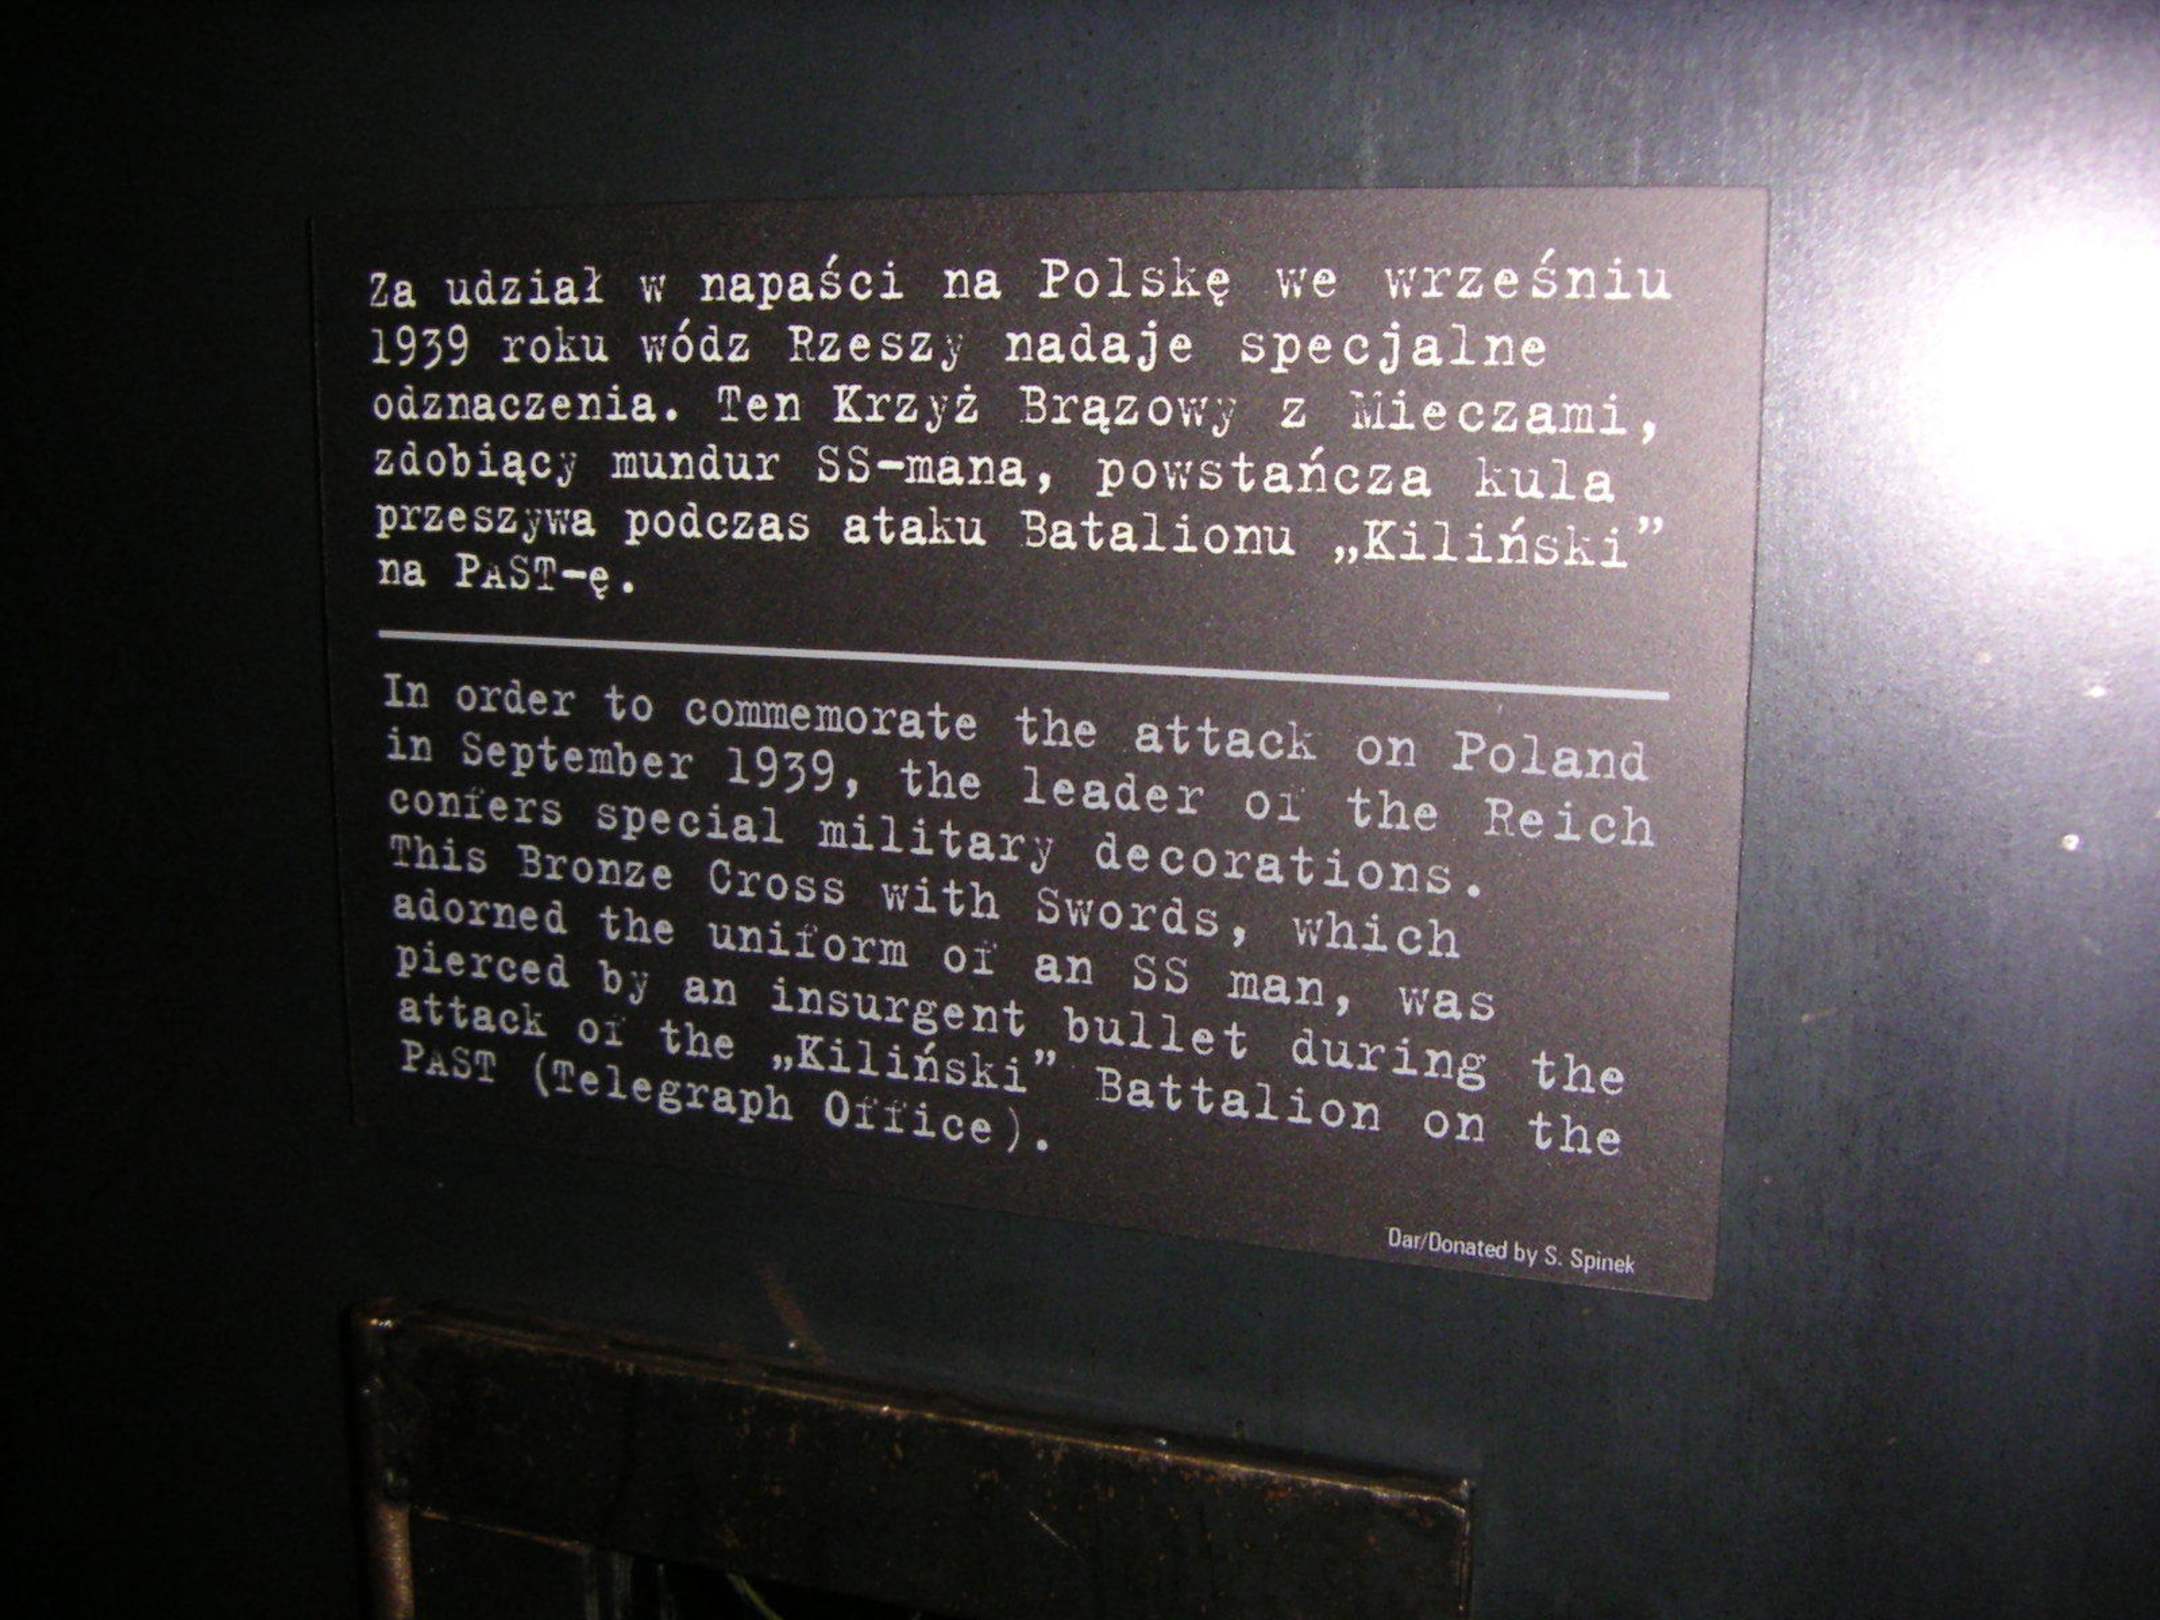 Za udział w napaści na Polskę we wrześniu
1939 roku wódz Rzeszy nadaje specjalne
odznaczenia. Ten Krzyż Brązowy z Mieczami,
zdobiący mundur SS-mana, powstańcza kula
przeszywa podczas ataku Batalionu „Kiliński”
na PAST-ę.
In order to commemorate the attack on Poland
in September 1939, the leader of the Reich
confers special military decorations.
This Bronze Cross with Swords, which
adorned the uniform of an SS man, was
pierced by an insurgent bullet during the
attack of the „Kiliński” Battalion on the
PAST (Telegraph Office).
Dar/Donated by S. Spinek